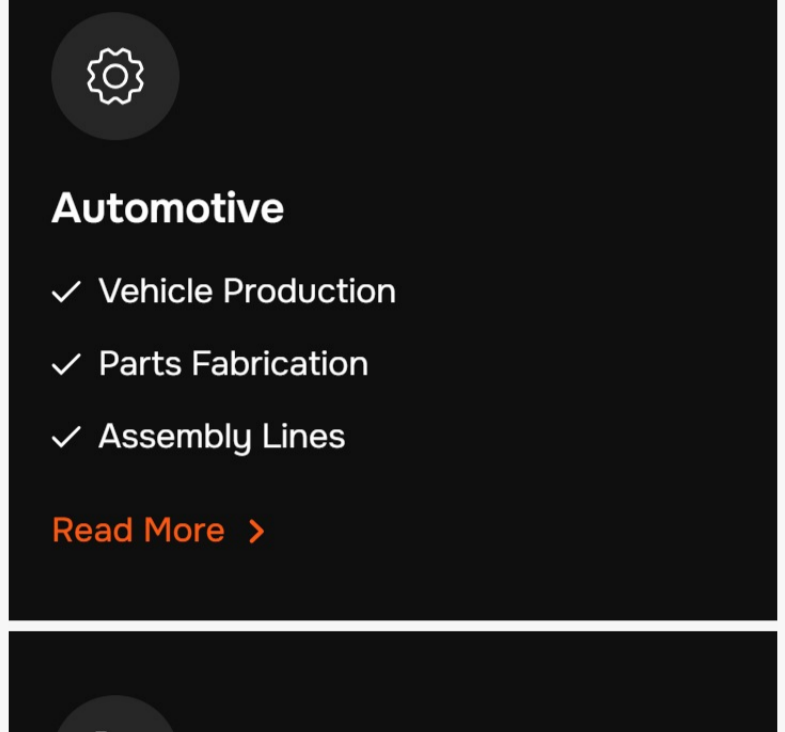 Automotive
Vehicle Production
Parts Fabrication
Assembly Lines
Read More